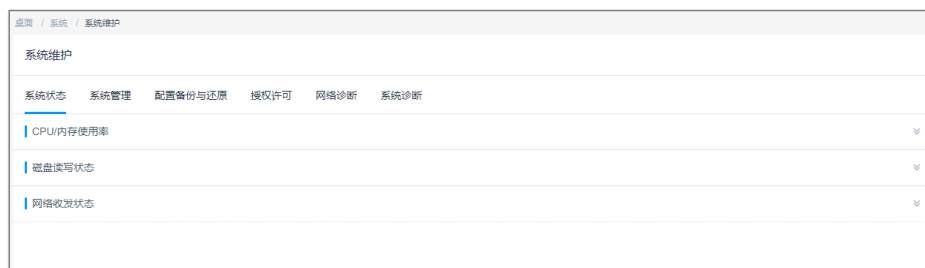 桌面 / 系统 / 系统维护
系统维护
系统状态 系统管理 配置备份与还原 授权许可 网络诊断 系统诊断
CPU/内存使用率
磁盘读写状态
网络收发状态